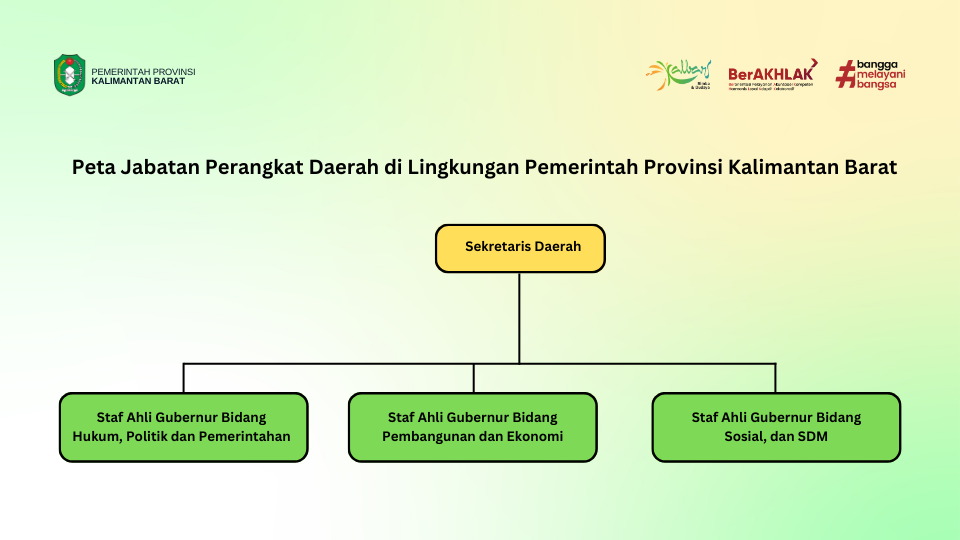 PEMERINTAH PROVINSI
KALIMANTAN BARAT
Kalbar
Rimba
& Budaya
BerAKHLAK
#bangga
melayani
bangsa
Peta Jabatan Perangkat Daerah di Lingkungan Pemerintah Provinsi Kalimantan Barat
Sekretaris Daerah
Staf Ahli Gubernur Bidang
Hukum, Politik dan Pemerintahan
Staf Ahli Gubernur Bidang
Pembangunan dan Ekonomi
Staf Ahli Gubernur Bidang
Sosial, dan SDM